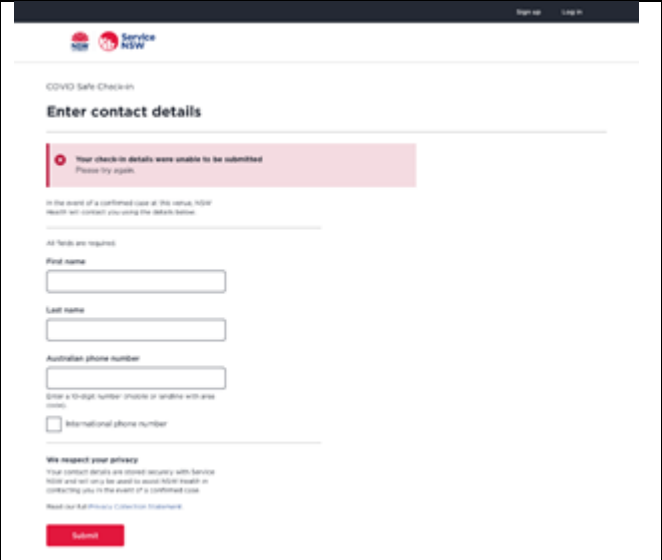 Sign up Log in
NSW
Service
NSW
COVID Safe Check-in
Enter contact details
Your check-in details were unable to be submitted
Please try again.
In the event of a confirmed case at this venue, NSW
Health will contact you using the details below.
All fields are required.
First name
Last name
Australian phone number
Enter a 10-digit number (mobile or landline with area
code).
International phone number
We respect your privacy
Your contact details are stored securely with Service
NSW and will only be used to assist NSW Health in
contacting you in the event of a confirmed case.
Read our full Privacy Collection Statement.
Submit